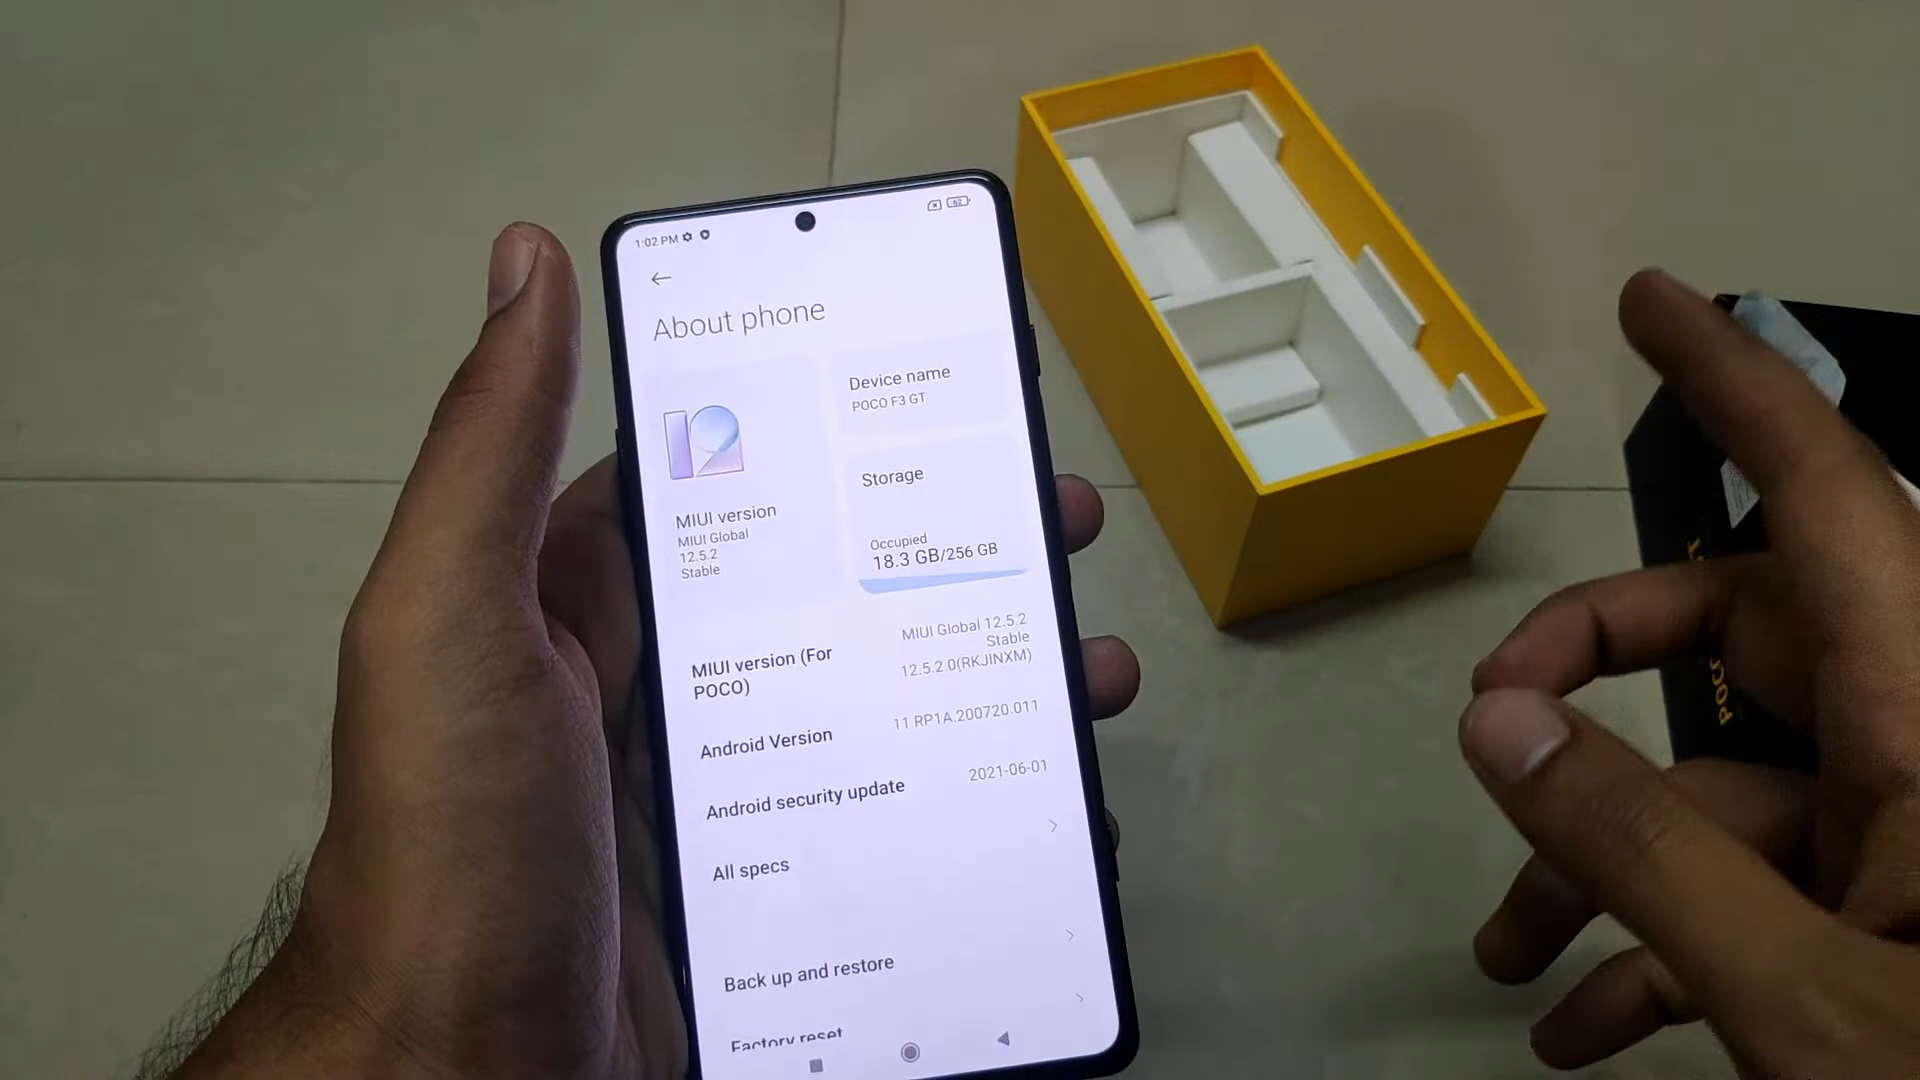 1:02 PM
62
About phone
Device name
POCO F3 GT
MIUI version
MIUI Global
12.5.2
Stable
Storage
Occupied
18.3 GB/256 GB
MIUI version (For
POCO)
MIUI Global 12.5.2
Stable
12.5.2.0(RKJINXM)
Android Version
11 RP1A.200720.011
Android security update
2021-06-01
All specs
Back up and restore
Factory reset
POCO